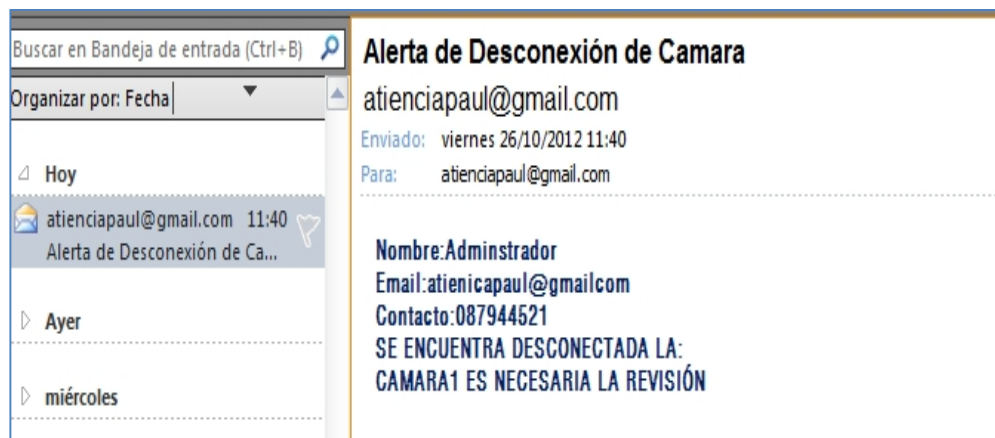 Buscar en Bandeja de entrada (Ctrl+B)
Organizar por: Fecha
Hoy
atienciapaul@gmail.com 11:40
Alerta de Desconexión de Ca...
Ayer
miércoles
Alerta de Desconexión de Camara
atienciapaul@gmail.com
Enviado: viernes 26/10/2012 11:40
Para: atienciapaul@gmail.com
Nombre:Adminstrador
Email:atienicapaul@gmailcom
Contacto:087944521
SE ENCUENTRA DESCONECTADA LA:
CAMARA1 ES NECESARIA LA REVISIÓN